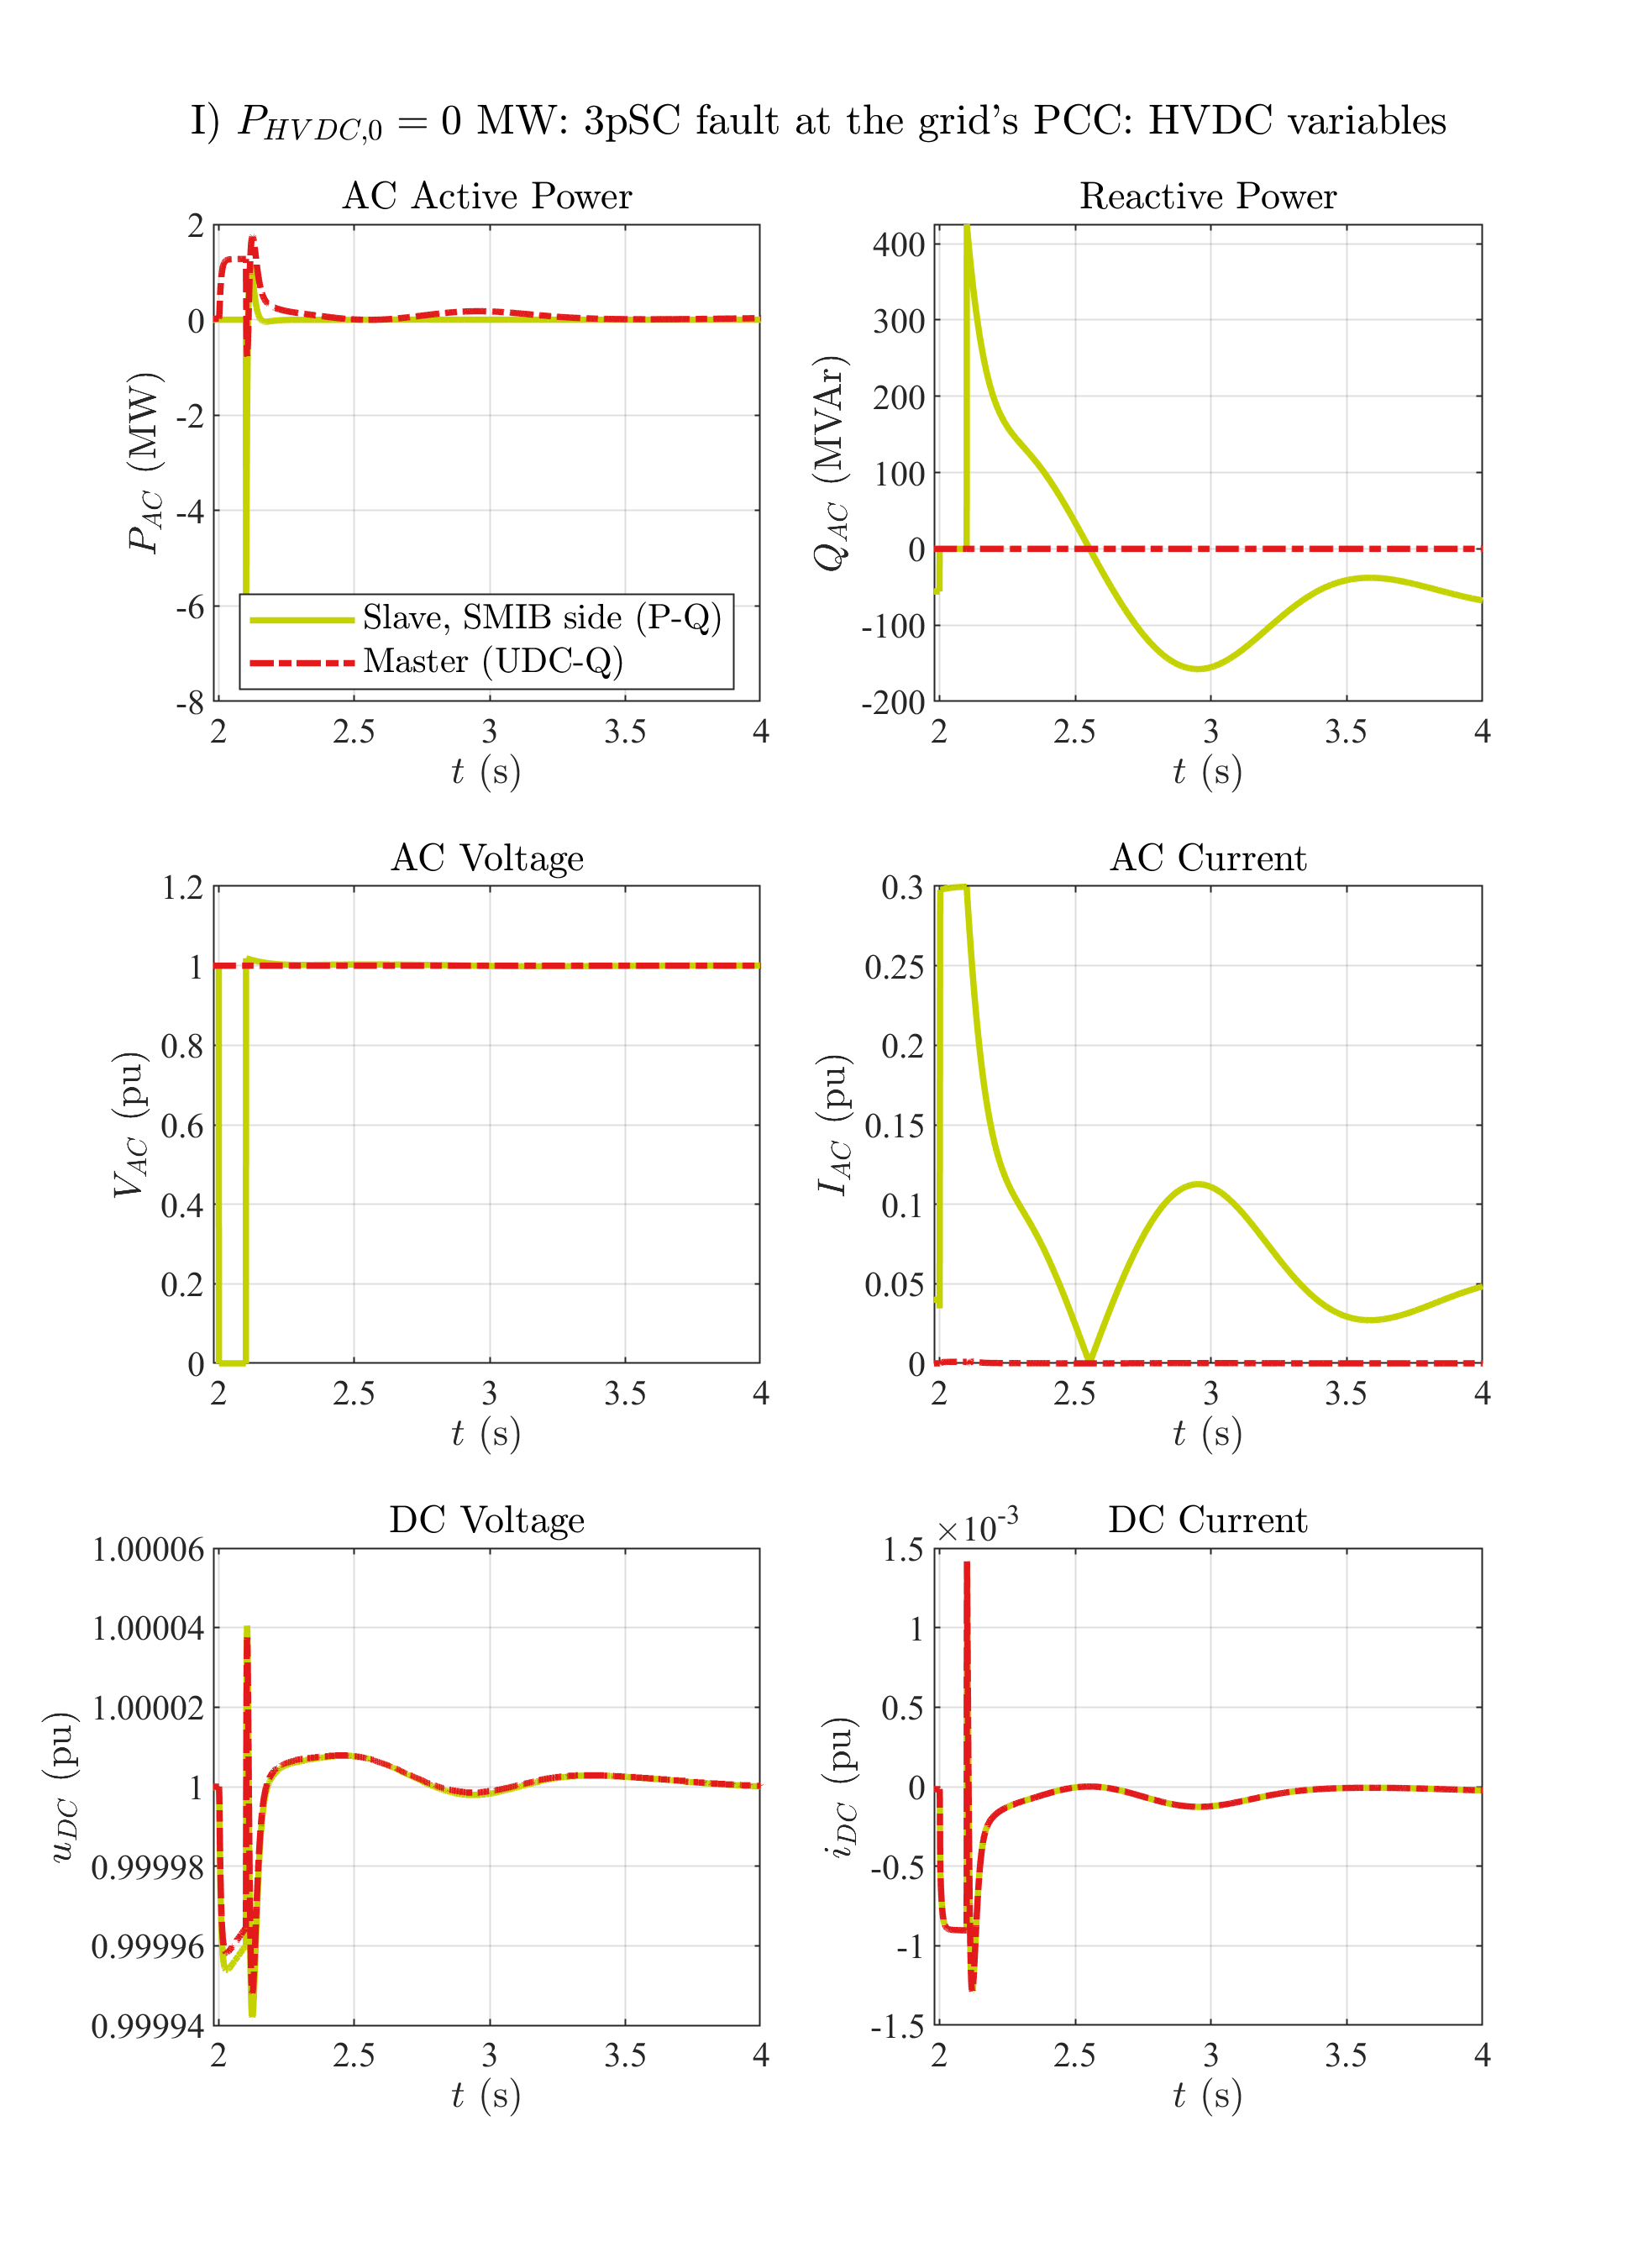 I) P_{HVDC,0} = 0 MW: 3pSC fault at the grid's PCC: HVDC variables
AC Active Power
P_{AC} (MW)
2
0
-2
-4
-6
-8
Slave, SMIB side (P-Q)
Master (UDC-Q)
2 2.5 3 3.5 4
t (s)
Reactive Power
Q_{AC} (MVAr)
400
300
200
100
0
-100
-200
2 2.5 3 3.5 4
t (s)
AC Voltage
V_{AC} (pu)
1.2
1
0.8
0.6
0.4
0.2
0
2 2.5 3 3.5 4
t (s)
AC Current
I_{AC} (pu)
0.3
0.25
0.2
0.15
0.1
0.05
0
2 2.5 3 3.5 4
t (s)
DC Voltage
u_{DC} (pu)
1.00006
1.00004
1.00002
1
0.99998
0.99996
0.99994
2 2.5 3 3.5 4
t (s)
DC Current
×10^{-3}
i_{DC} (pu)
1.5
1
0.5
0
-0.5
-1
-1.5
2 2.5 3 3.5 4
t (s)